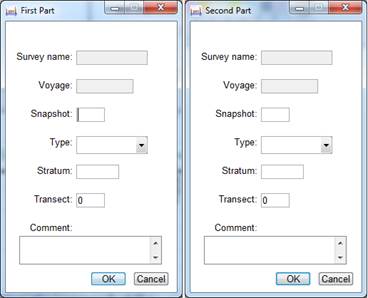 First Part
Survey name:
Voyage:
Snapshot:
Type:
Stratum:
Transect: 0
Comment:
OK Cancel
Second Part
Survey name:
Voyage:
Snapshot:
Type:
Stratum:
Transect: 0
Comment:
OK Cancel